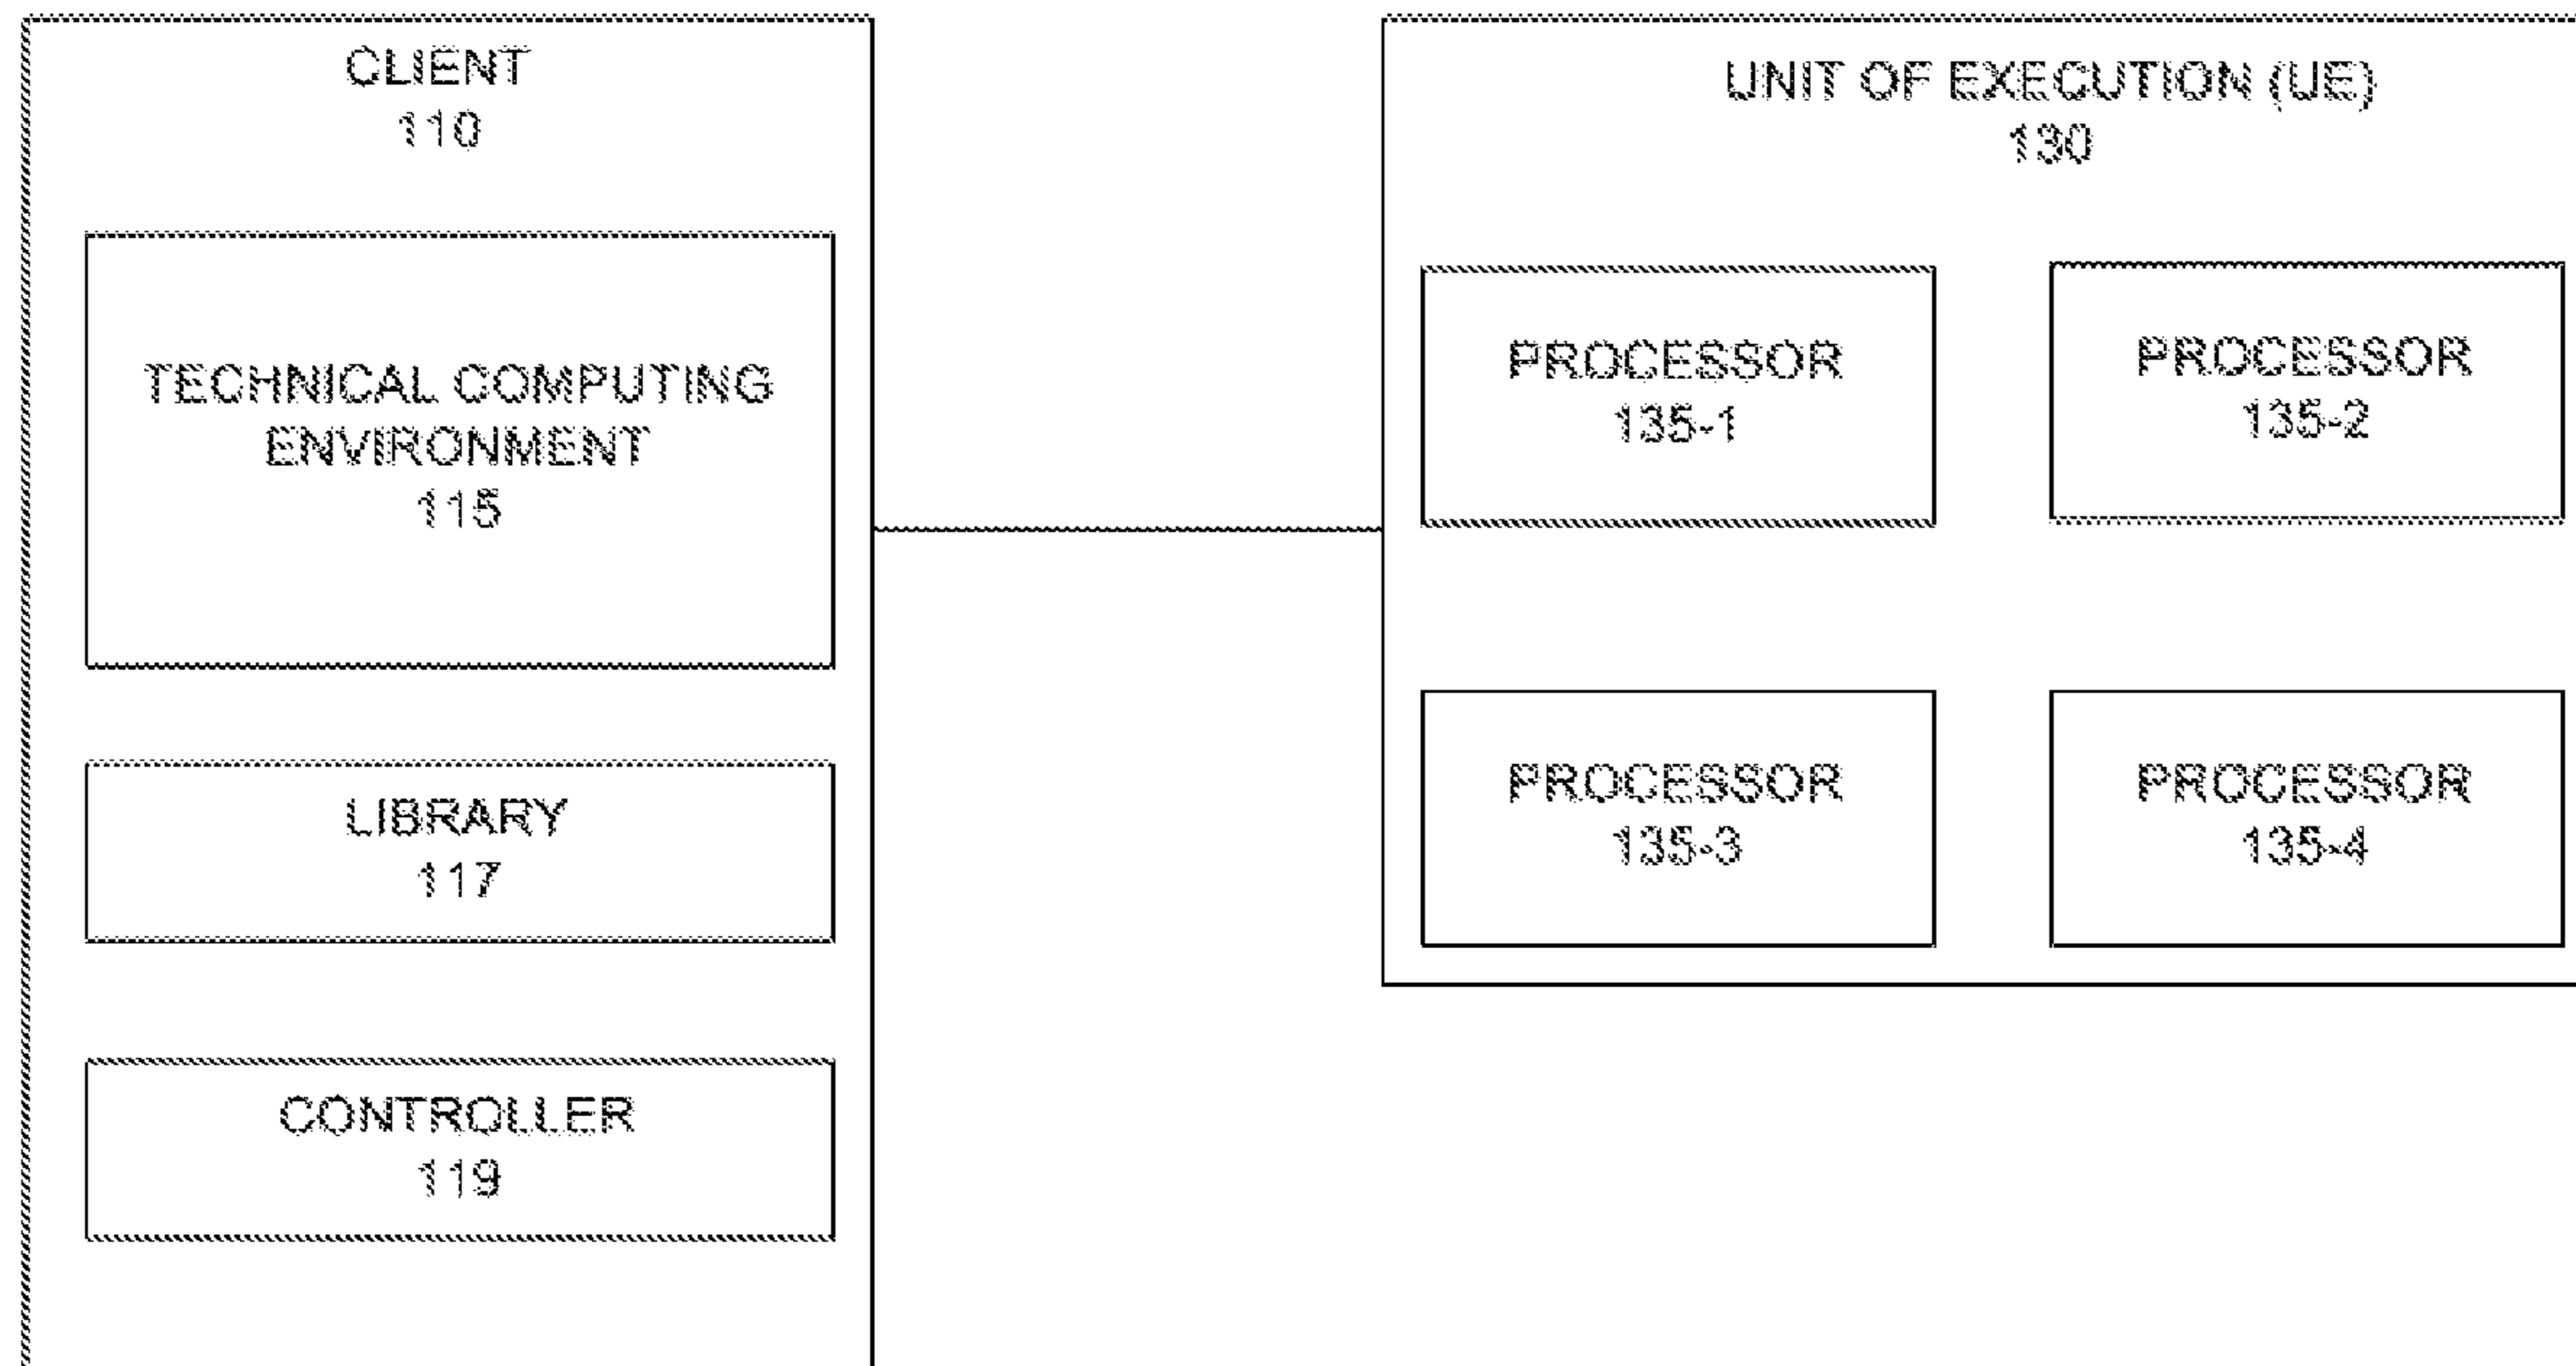 CLIENT
110
TECHNICAL COMPUTING
ENVIRONMENT
115
LIBRARY
117
CONTROLLER
119
UNIT OF EXECUTION (UE)
130
PROCESSOR
135-1
PROCESSOR
135-2
PROCESSOR
135-3
PROCESSOR
135-4